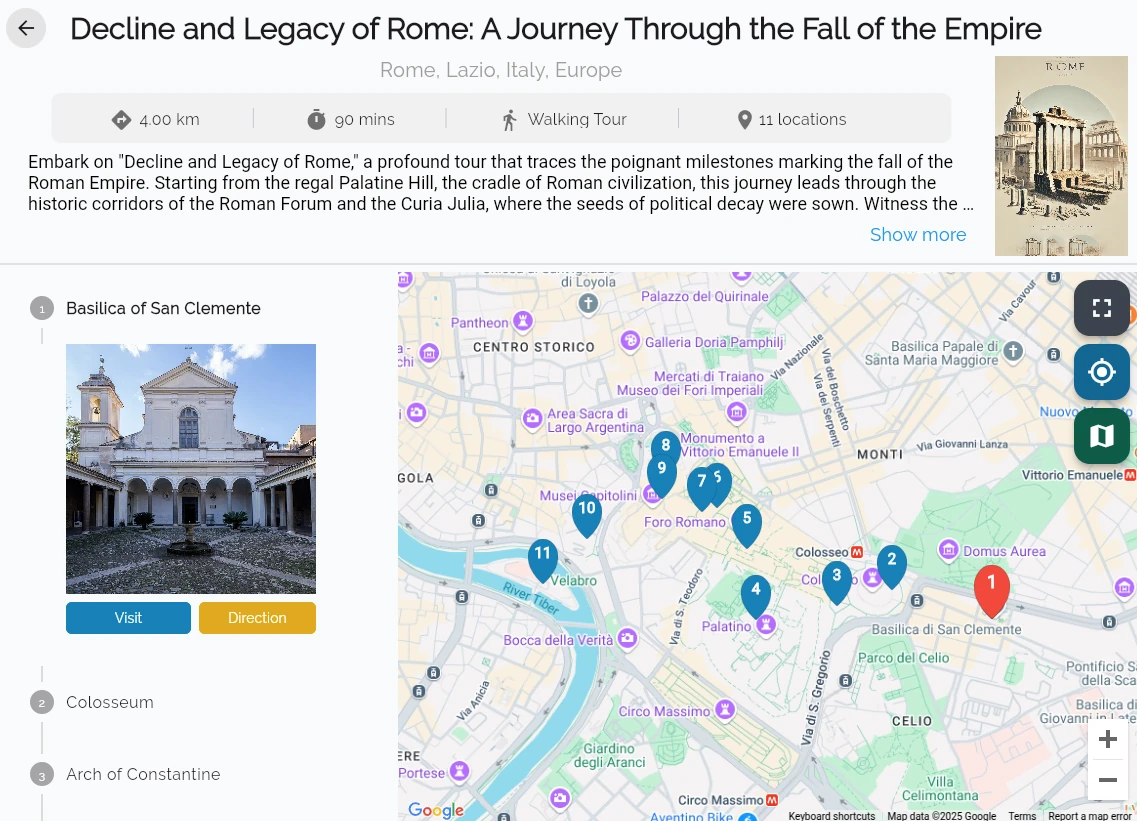 Decline and Legacy of Rome: A Journey Through the Fall of the Empire
Rome, Lazio, Italy, Europe
ROME
4.00 km
90 mins
Walking Tour
11 locations
Embark on "Decline and Legacy of Rome," a profound tour that traces the poignant milestones marking the fall of the
Roman Empire. Starting from the regal Palatine Hill, the cradle of Roman civilization, this journey leads through the
historic corridors of the Roman Forum and the Curia Julia, where the seeds of political decay were sown. Witness the ...
Show more
1
Basilica of San Clemente
Visit
Direction
2
Colosseum
3
Arch of Constantine
di Loyola
Palazzo del Quirinale
Via Cavour
Pantheon
CENTRO STORICO
Galleria Doria Pamphilj
Via Nazionale
Basilica Papale di
Santa Maria Maggiore
Mercati di Traiano
Museo dei Fori Imperiali
Via del Boschetto
Via dei Serpenti
Area Sacra di
Largo Argentina
Monumento a
Vittorio Emanuele II
MONTI
Via Giovanni Lanza
Vittorio Emanuele
M
8
9
7
5
10
11
Musei Capitolini
Foro Romano
5
Colosseo
M
2
Domus Aurea
3
4
1
Velabro
River Tiber
Via di S. Teodoro
Palatino
Basilica di San Clemente
Bocca della Verità
Parco del Celio
Pontificio
della
Basilica di
Giovanni in
Via Anicia
Circo Massimo
Via di S. Gregorio
CELIO
Giardino
degli Aranci
Portese
Villa
Celimontana
Circo Massimo
M
Aventino Bike
Google
Keyboard shortcuts
Map data ©2025 Google
Terms
Report a map error